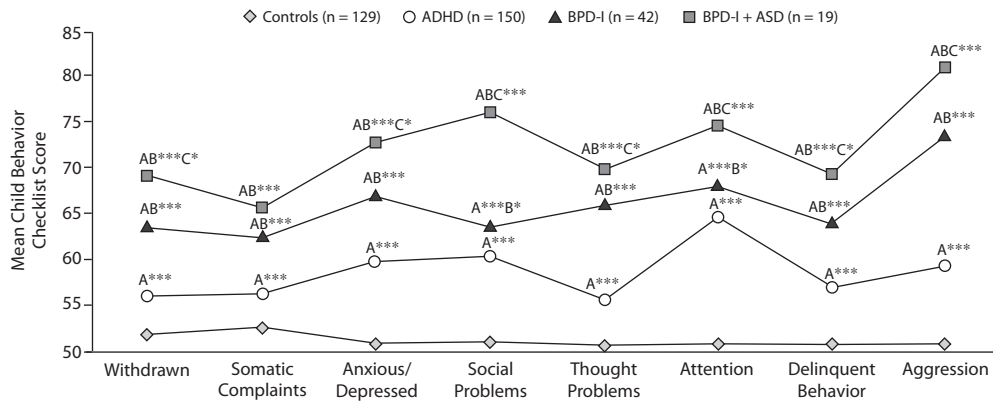 Controls (n = 129) ADHD (n = 150) BPD-I (n = 42) BPD-I + ASD (n = 19)
85
80
75
70
65
60
55
50
Mean Child Behavior
Checklist Score
AB***C*
AB***
AB***C*
ABC***
AB***C*
ABC***
AB***C*
ABC***
AB***
AB***
AB***
A***B*
AB***
A***B*
AB***
AB***
A***
A***
A***
A***
A***
A***
A***
A***
Withdrawn
Somatic
Complaints
Anxious/
Depressed
Social
Problems
Thought
Problems
Attention
Delinquent
Behavior
Aggression